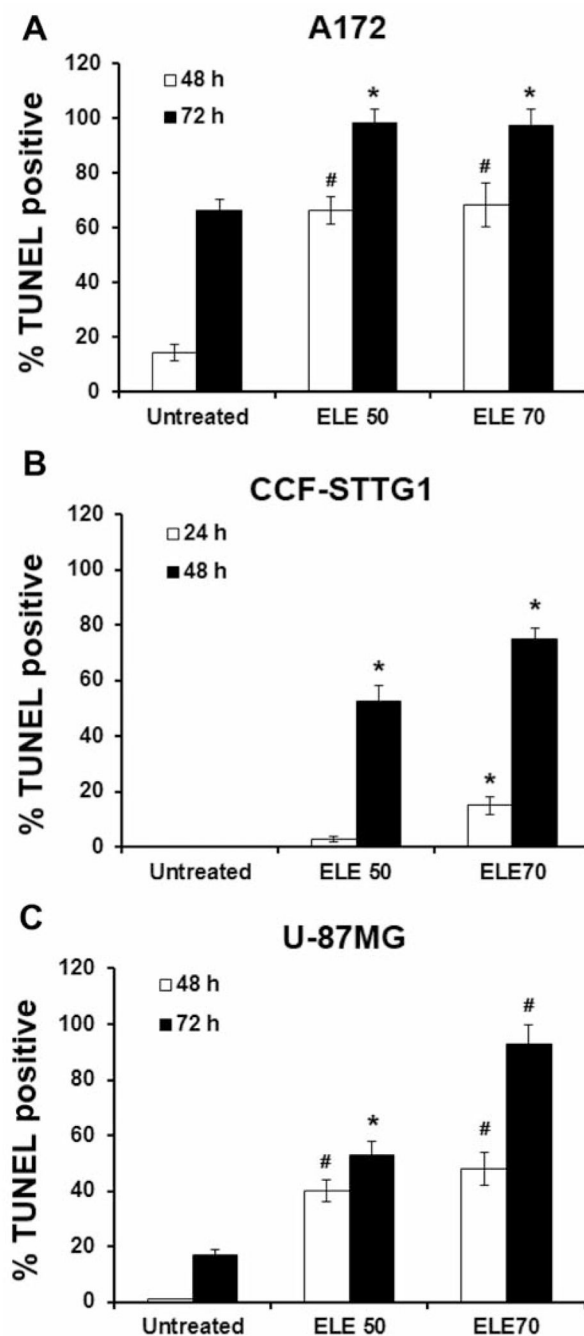 A
A172
% TUNEL positive
120
100
80
60
40
20
0
48 h
72 h
#
*
#
*
Untreated
ELE 50
ELE 70
B
CCF-STTG1
% TUNEL positive
120
100
80
60
40
20
0
24 h
48 h
*
*
*
Untreated
ELE 50
ELE70
C
U-87MG
% TUNEL positive
120
100
80
60
40
20
0
48 h
72 h
#
*
#
#
Untreated
ELE 50
ELE70